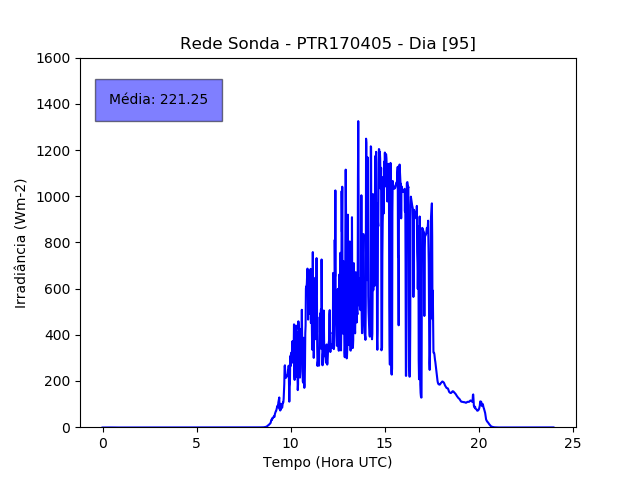 Rede Sonda - PTR170405 - Dia [95]
1600
1400
1200
1000
800
600
400
200
0
Média: 221.25
Irradiância (Wm-2)
0 5 10 15 20 25
Tempo (Hora UTC)